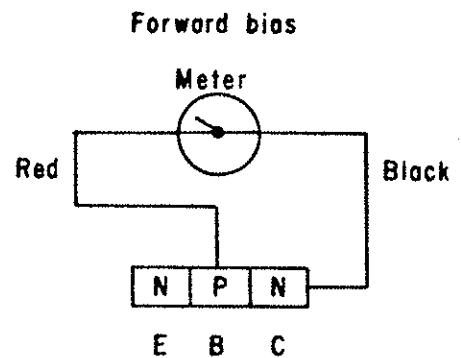 Forward bias
Meter
Red
Black
N P N
E B C